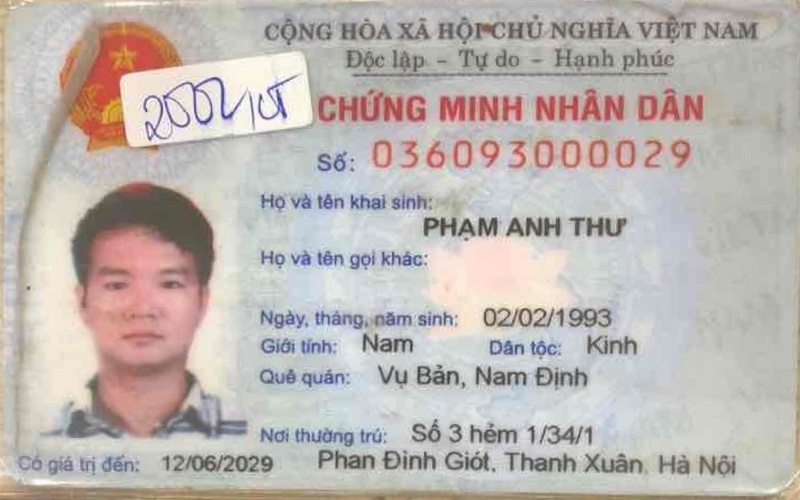 CỘNG HÒA XÃ HỘI CHỦ NGHĨA VIỆT NAM
Độc lập - Tự do - Hạnh phúc
CHỨNG MINH NHÂN DÂN
Số: 036093000029
Họ và tên khai sinh:
PHẠM ANH THƯ
Họ và tên gọi khác:
Ngày, tháng, năm sinh: 02/02/1993
Giới tính: Nam Dân tộc: Kinh
Quê quán: Vụ Bản, Nam Định
Nơi thường trú: Số 3 hẻm 1/34/1
Phan Đình Giót, Thanh Xuân, Hà Nội
Có giá trị đến: 12/06/2029